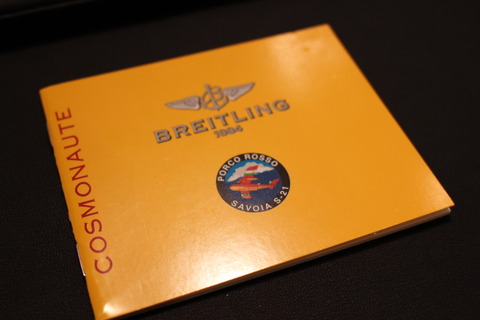 COSMONAUTE
BREITLING
1884
PORCO ROSSO
SAVOIA S-21